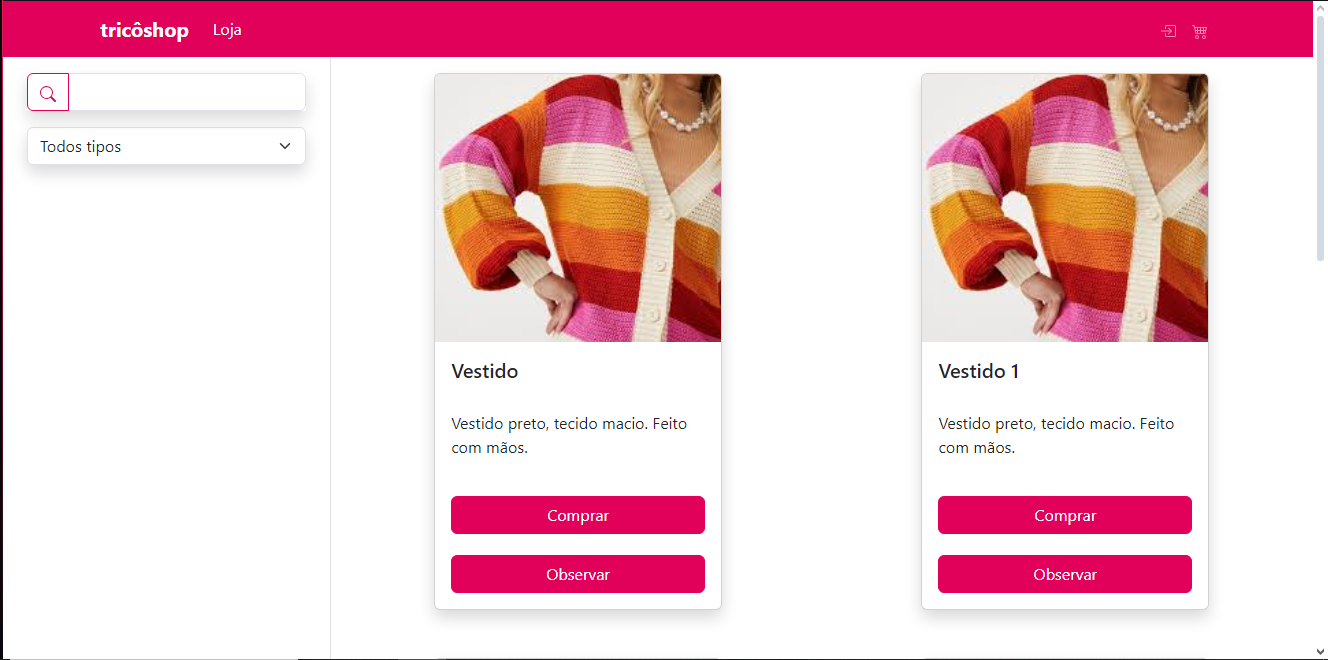 tricôshop Loja
Todos tipos
Vestido
Vestido preto, tecido macio. Feito
com mãos.
Comprar
Observar
Vestido 1
Vestido preto, tecido macio. Feito
com mãos.
Comprar
Observar